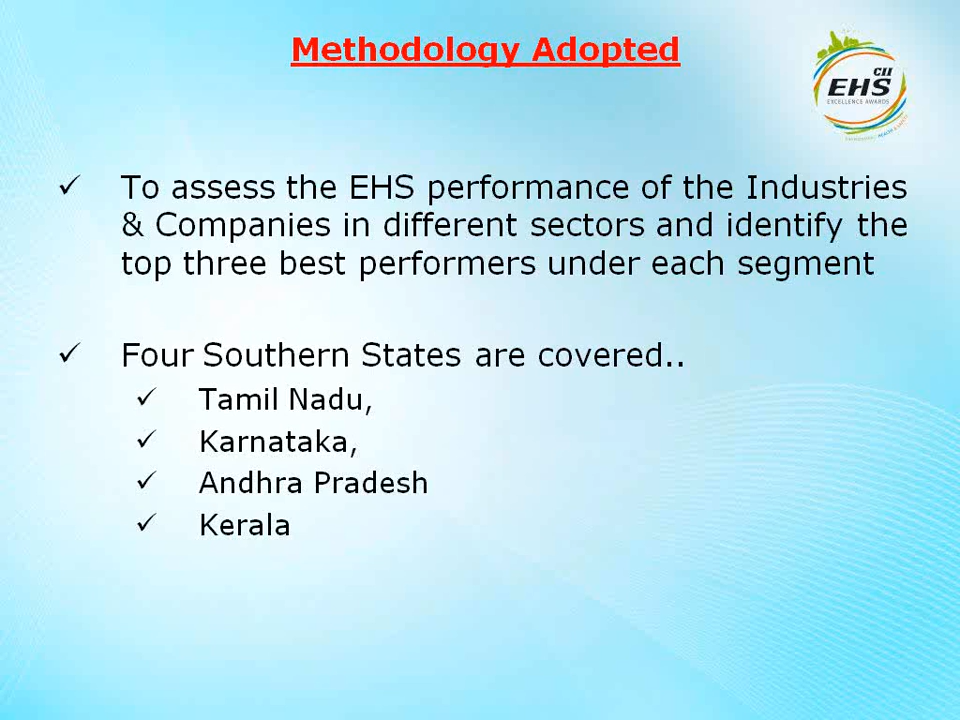 Methodology Adopted
CII
EHS
EXCELLENCE AWARDS
To assess the EHS performance of the Industries
& Companies in different sectors and identify the
top three best performers under each segment
Four Southern States are covered..
Tamil Nadu,
Karnataka,
Andhra Pradesh
Kerala